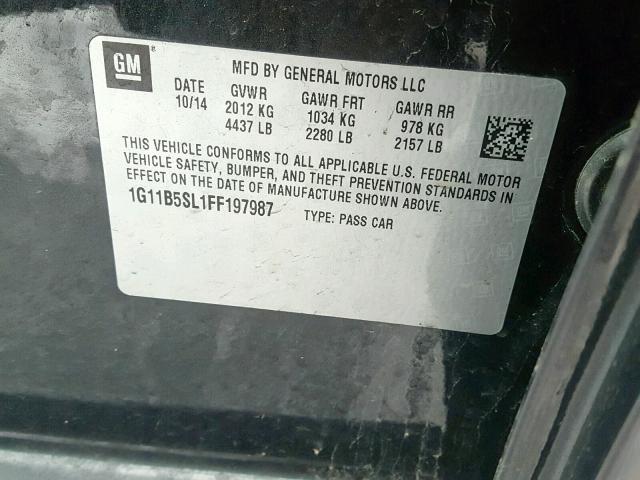 GM
MFD BY GENERAL MOTORS LLC
DATE GVWR GAWR FRT GAWR RR
10/14 2012 KG 1034 KG 978 KG
4437 LB 2280 LB 2157 LB
THIS VEHICLE CONFORMS TO ALL APPLICABLE U.S. FEDERAL MOTOR
VEHICLE SAFETY, BUMPER, AND THEFT PREVENTION STANDARDS IN
EFFECT ON THE DATE OF MANUFACTURE SHOWN ABOVE.
1G11B5SL1FF197987 TYPE: PASS CAR